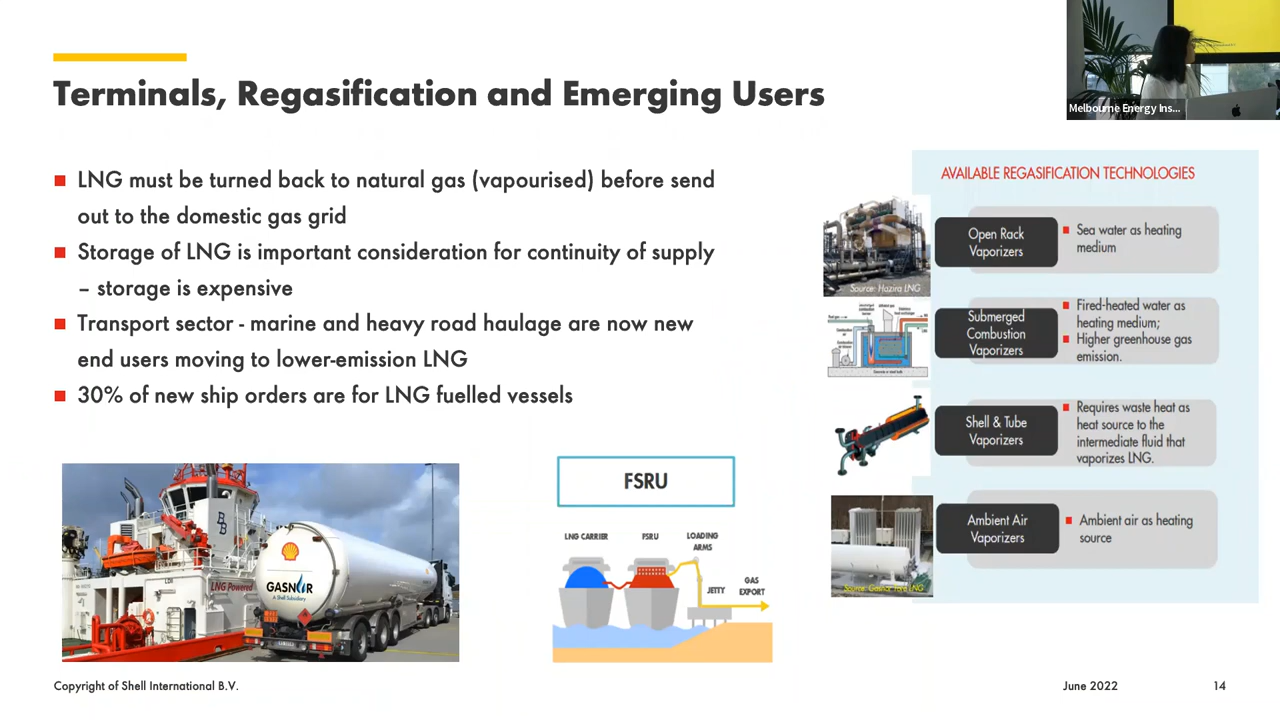 Terminals, Regasification and Emerging Users
Melbourne Energy Ins...
LNG must be turned back to natural gas (vapourised) before send
out to the domestic gas grid
Storage of LNG is important consideration for continuity of supply
– storage is expensive
Transport sector - marine and heavy road haulage are now new
end users moving to lower-emission LNG
30% of new ship orders are for LNG fuelled vessels
AVAILABLE REGASIFICATION TECHNOLOGIES
Open Rack
Vaporizers
Sea water as heating
medium
Source: Hazira LNG
Submerged
Combustion
Vaporizers
Fired-heated water as
heating medium;
Higher greenhouse gas
emission.
Shell & Tube
Vaporizers
Requires waste heat as
heat source to the
intermediate fluid that
vaporizes LNG.
Ambient Air
Vaporizers
Ambient air as heating
source
BB
LNG Powered
GASNOR
A Shell Subsidiary
FSRU
LNG CARRIER
FSRU
LOADING
ARMS
JETTY
GAS
EXPORT
Copyright of Shell International B.V.
June 2022
14